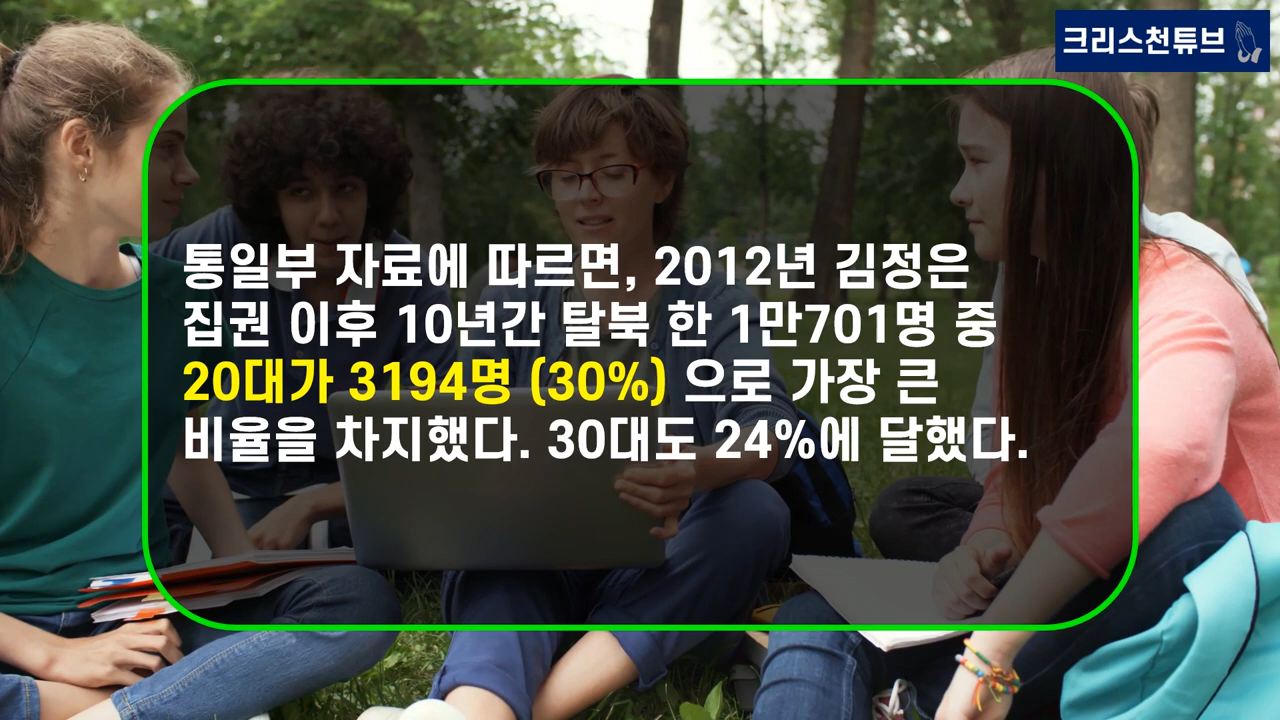 크리스천튜브
통일부 자료에 따르면, 2012년 김정은
집권 이후 10년간 탈북 한 1만701명 중
20대가 3194명 (30%) 으로 가장 큰
비율을 차지했다. 30대도 24%에 달했다.